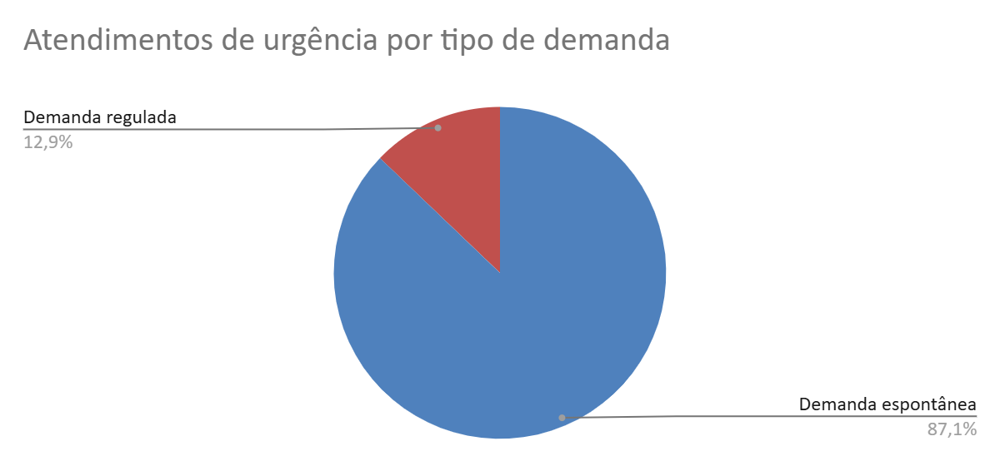 Atendimentos de urgência por tipo de demanda
Demanda regulada
12,9%
Demanda espontânea
87,1%